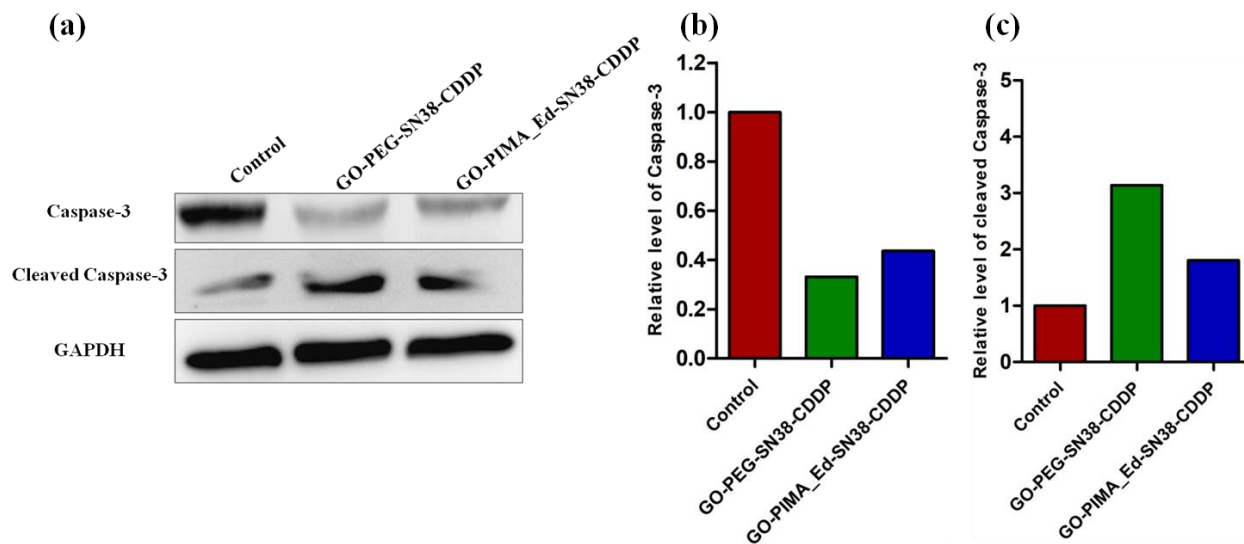 (a)
Control
GO-PEG-SN38-CDDP
GO-PIMA_Ed-SN38-CDDP
Caspase-3
Cleaved Caspase-3
GAPDH
(b)
Relative level of Caspase-3
1.2
1.0
0.8
0.6
0.4
0.2
0.0
Control
GO-PEG-SN38-CDDP
GO-PIMA_Ed-SN38-CDDP
(c)
Relative level of cleaved Caspase-3
5
4
3
2
1
0
Control
GO-PEG-SN38-CDDP
GO-PIMA_Ed-SN38-CDDP